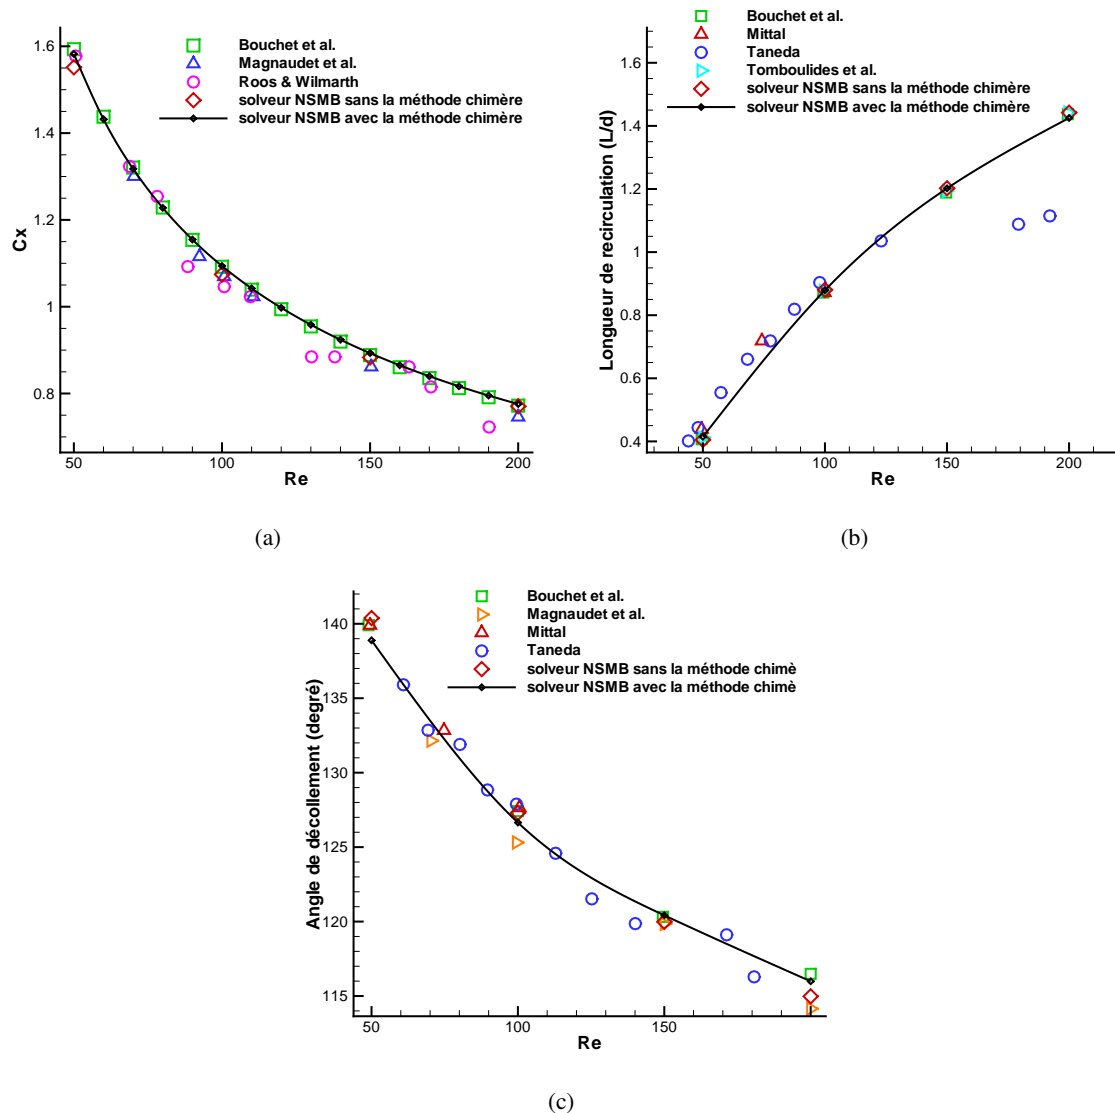 Bouchet et al.
Magnaudet et al.
Roos & Wilmarth
solveur NSMB sans la méthode chimère
solveur NSMB avec la méthode chimère
Cx
1.6
1.4
1.2
1
0.8
50
100
150
200
Re
(a)
Bouchet et al.
Mittal
Taneda
Tomboulides et al.
solveur NSMB sans la méthode chimère
solveur NSMB avec la méthode chimère
Longueur de recirculation (L/d)
1.6
1.4
1.2
1
0.8
0.6
0.4
50
100
150
200
Re
(b)
Bouchet et al.
Magnaudet et al.
Mittal
Taneda
solveur NSMB sans la méthode chimè
solveur NSMB avec la méthode chimè
Angle de décollement (degré)
140
135
130
125
120
115
50
100
150
Re
(c)